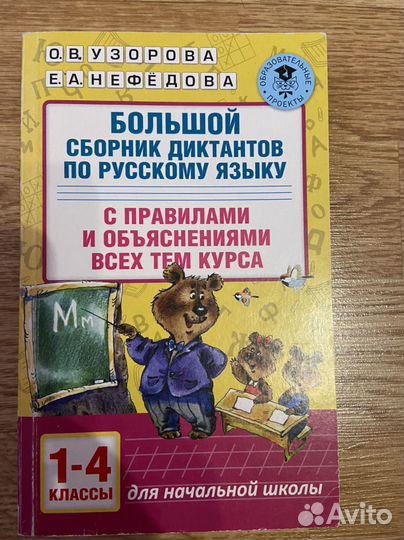 О.В. УЗОРОВА
Е.А. НЕФЁДОВА
ОБРАЗОВАТЕЛЬНЫЕ
ПРОЕКТЫ
БОЛЬШОЙ
СБОРНИК ДИКТАНТОВ
ПО РУССКОМУ ЯЗЫКУ
С ПРАВИЛАМИ
И ОБЪЯСНЕНИЯМИ
ВСЕХ ТЕМ КУРСА
Мм
1-4
КЛАССЫ
для начальной школы
Avito